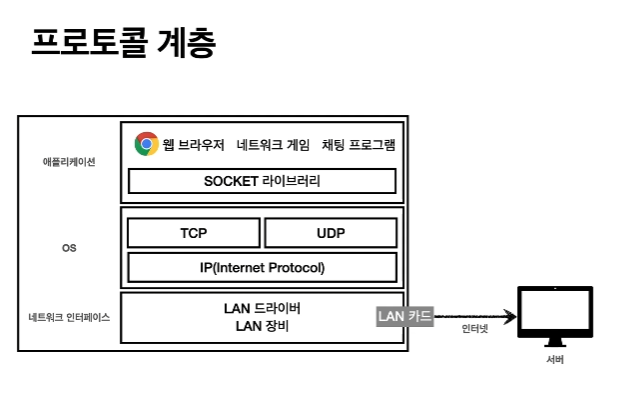 프로토콜 계층
애플리케이션
웹 브라우저 네트워크 게임 채팅 프로그램
SOCKET 라이브러리
OS
TCP
UDP
IP(Internet Protocol)
네트워크 인터페이스
LAN 드라이버
LAN 장비
LAN 카드
인터넷
서버